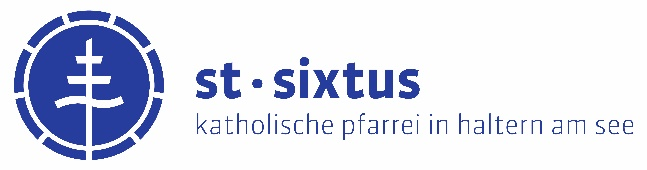 st · sixtus
katholische pfarrei in haltern am see